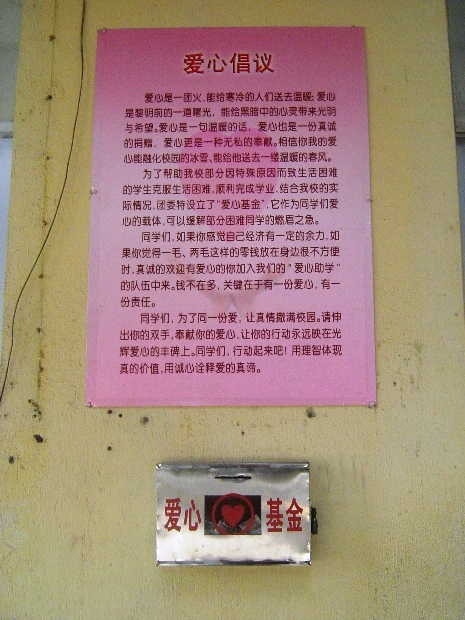 爱心倡议
爱心是一团火,能给寒冷的人们送去温暖;爱心
是黎明前的一道曙光,能给黑暗中的心灵带来光明
与希望。爱心是一句温暖的话,爱心也是一份真诚
的捐赠,爱心更是一种无私的奉献。相信你我的爱
心能融化校园的冰雪、能给他送去一缕温暖的春风。
为了帮助我校部分因特殊原因而致生活困难
的学生克服生活困难,顺利完成学业,结合我校的实
际情况,团委特设立了"爱心基金",它作为同学们爱
心的载体,可以缓解部分困难同学的燃眉之急。
同学们,如果你感觉自己经济有一定的余力,如
果你觉得一毛、两毛这样的零钱放在身边很不方便
时,真诚的欢迎有爱心的你加入我们的"爱心助学"
的队伍中来。钱不在多,关键在于有一份爱心,有一
份责任。
同学们,为了同一份爱,让真情撒满校园。请伸
出你的双手,奉献你的爱心,让你的行动永远映在光
辉爱心的丰碑上。同学们,行动起来吧!用理智体现
真的价值,用诚心诠释爱的真谛。
爱心 基金